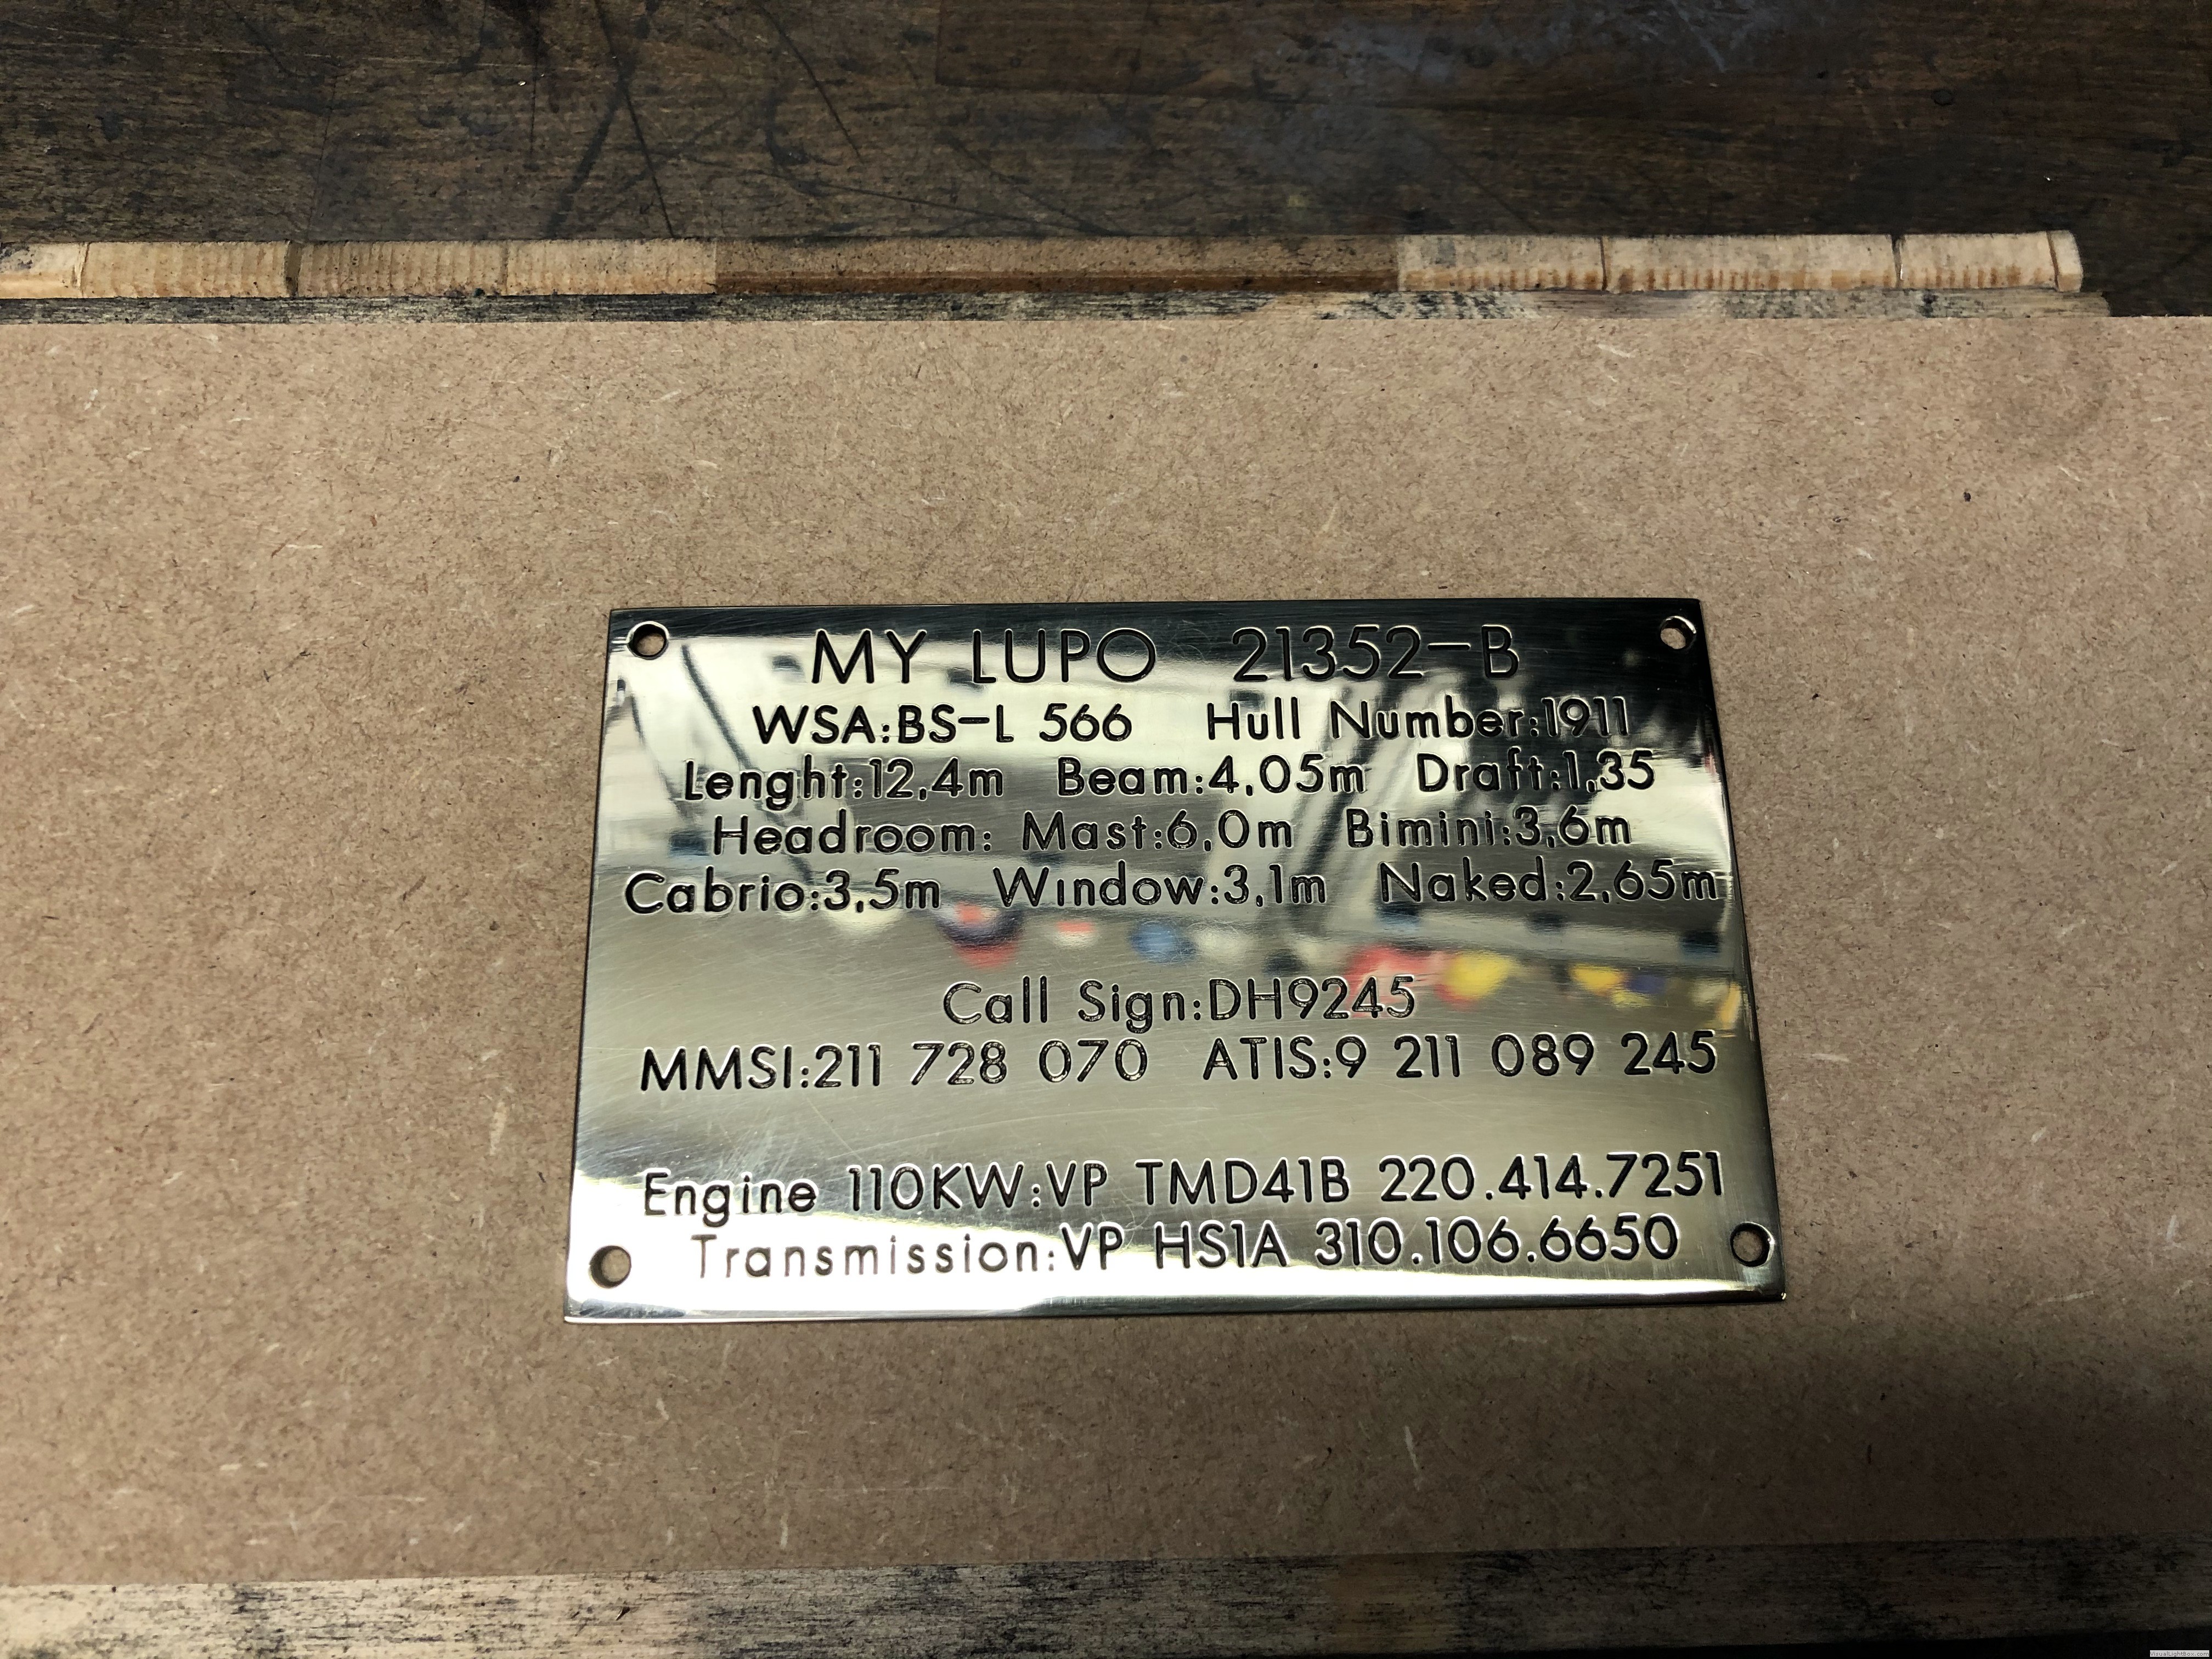 MY LUPO 21352-B
WSA:BS-L 566 Hull Number:1911
Lenght:12,4m Beam:4,05m Draft:1,35
Headroom: Mast:6,0m Bimini:3,6m
Cabrio:3,5m Window:3,1m Naked:2,65m
Call Sign:DH9245
MMSI:211 728 070 ATIS:9 211 089 245
Engine 110KW:VP TMD41B 220.414.7251
Transmission:VP HS1A 310.106.6650